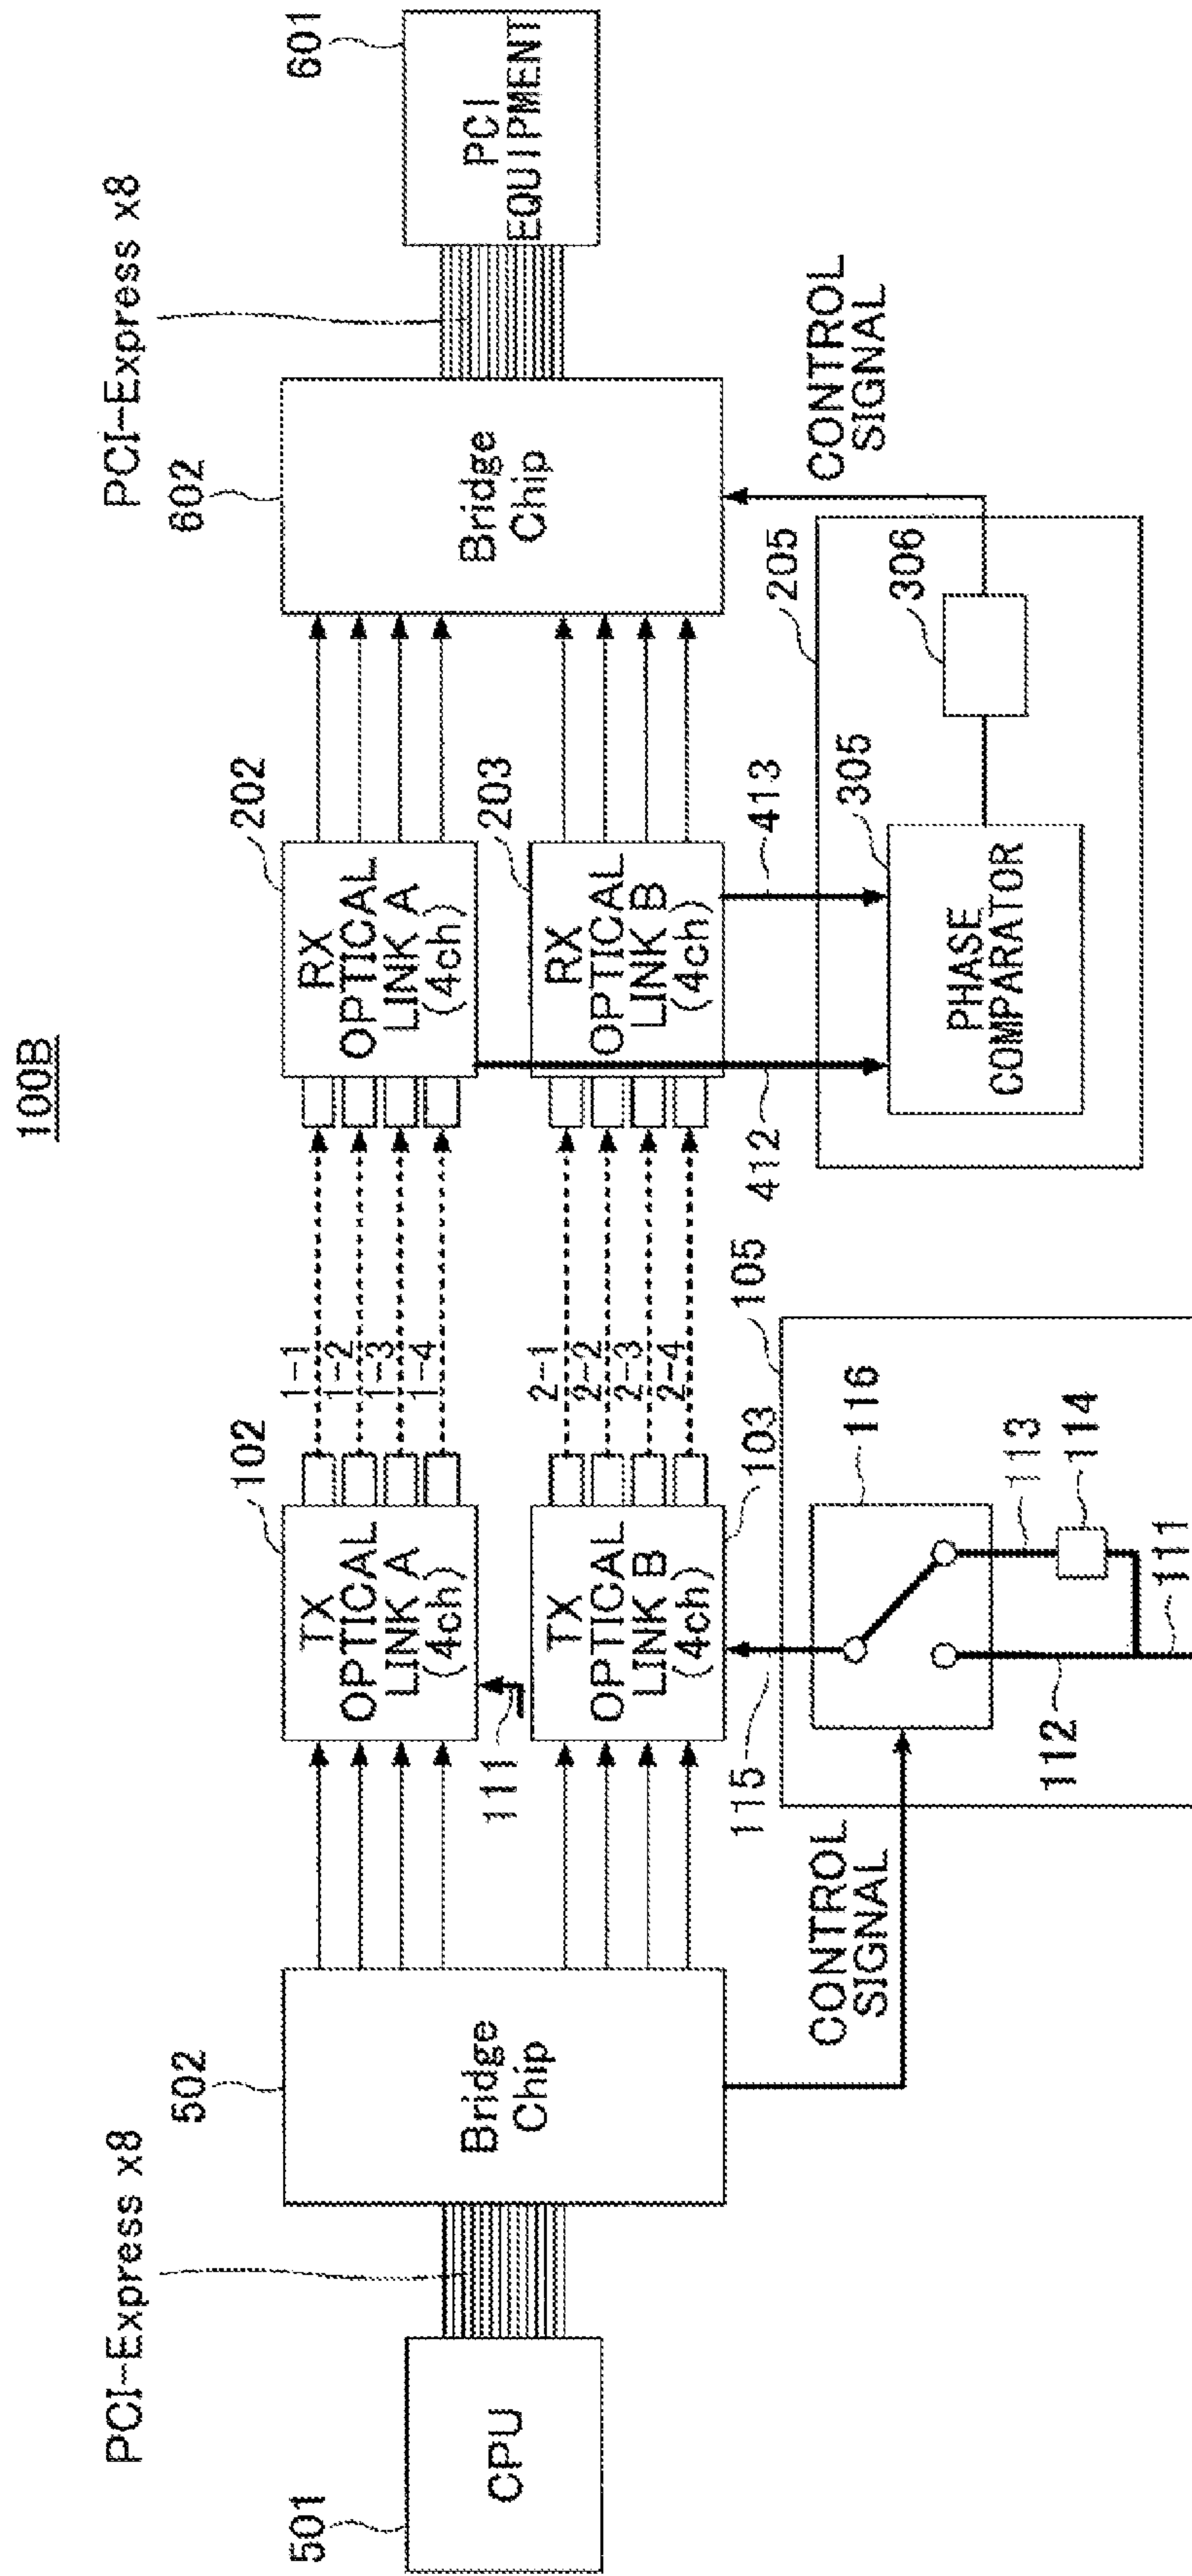 100B
PCI-Express x8
PCI-Express x8
501
CPU
502
Bridge
Chip
102
TX
OPTICAL
LINK A
(4ch)
111
1-1
1-2
1-3
1-4
202
RX
OPTICAL
LINK A
(4ch)
602
Bridge
Chip
601
PCI
EQUIPMENT
TX
OPTICAL
LINK B
(4ch)
103
2-1
2-2
2-3
2-4
203
RX
OPTICAL
LINK B
(4ch)
CONTROL
SIGNAL
115
105
116
113
114
112
111
412
413
205
305
PHASE
COMPARATOR
306
CONTROL
SIGNAL